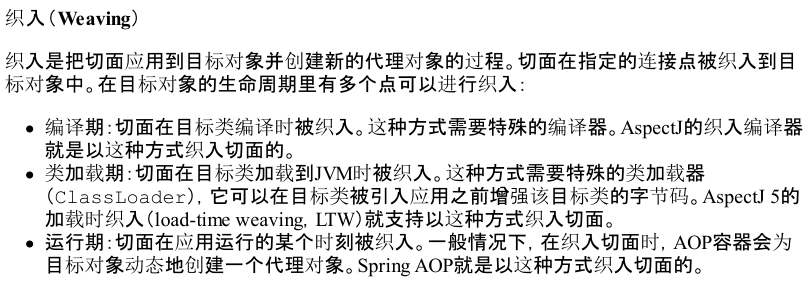 织入（Weaving）
织入是把切面应用到目标对象并创建新的代理对象的过程。切面在指定的连接点被织入到目
标对象中。在目标对象的生命周期里有多个点可以进行织入：
• 编译期：切面在目标类编译时被织入。这种方式需要特殊的编译器。AspectJ的织入编译器
就是以这种方式织入切面的。
• 类加载期：切面在目标类加载到JVM时被织入。这种方式需要特殊的类加载器
（ClassLoader），它可以在目标类被引入应用之前增强该目标类的字节码。AspectJ 5的
加载时织入（load-time weaving，LTW）就支持以这种方式织入切面。
• 运行期：切面在应用运行的某个时刻被织入。一般情况下，在织入切面时，AOP容器会为
目标对象动态地创建一个代理对象。Spring AOP就是以这种方式织入切面的。